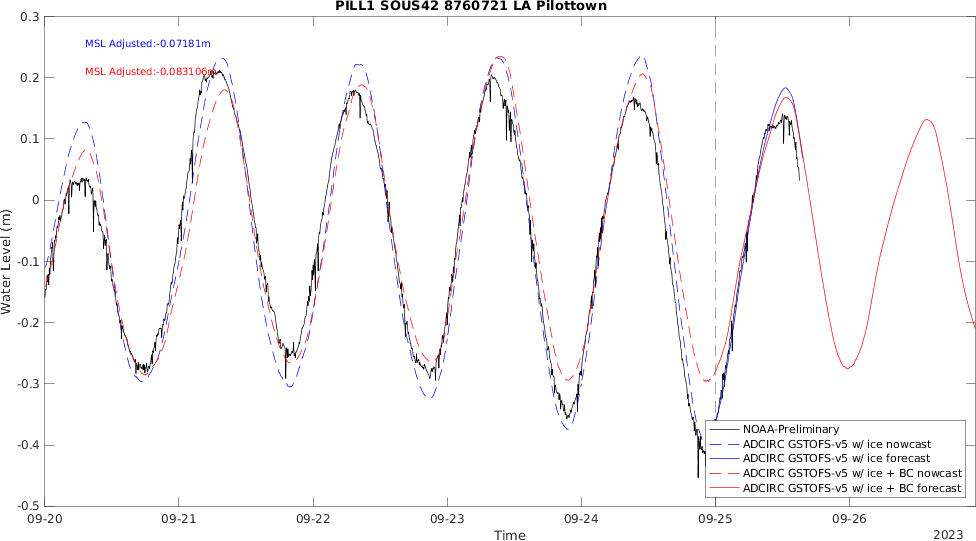 PILL1 SOUS42 8760721 LA Pilottown
0.3
0.2
0.1
0
-0.1
-0.2
-0.3
-0.4
-0.5
Water Level (m)
MSL Adjusted:-0.07181m
MSL Adjusted:-0.083106m
NOAA-Preliminary
ADCIRC GSTOFS-v5 w/ ice nowcast
ADCIRC GSTOFS-v5 w/ ice forecast
ADCIRC GSTOFS-v5 w/ ice + BC nowcast
ADCIRC GSTOFS-v5 w/ ice + BC forecast
09-20 09-21 09-22 09-23 09-24 09-25 09-26
Time
2023